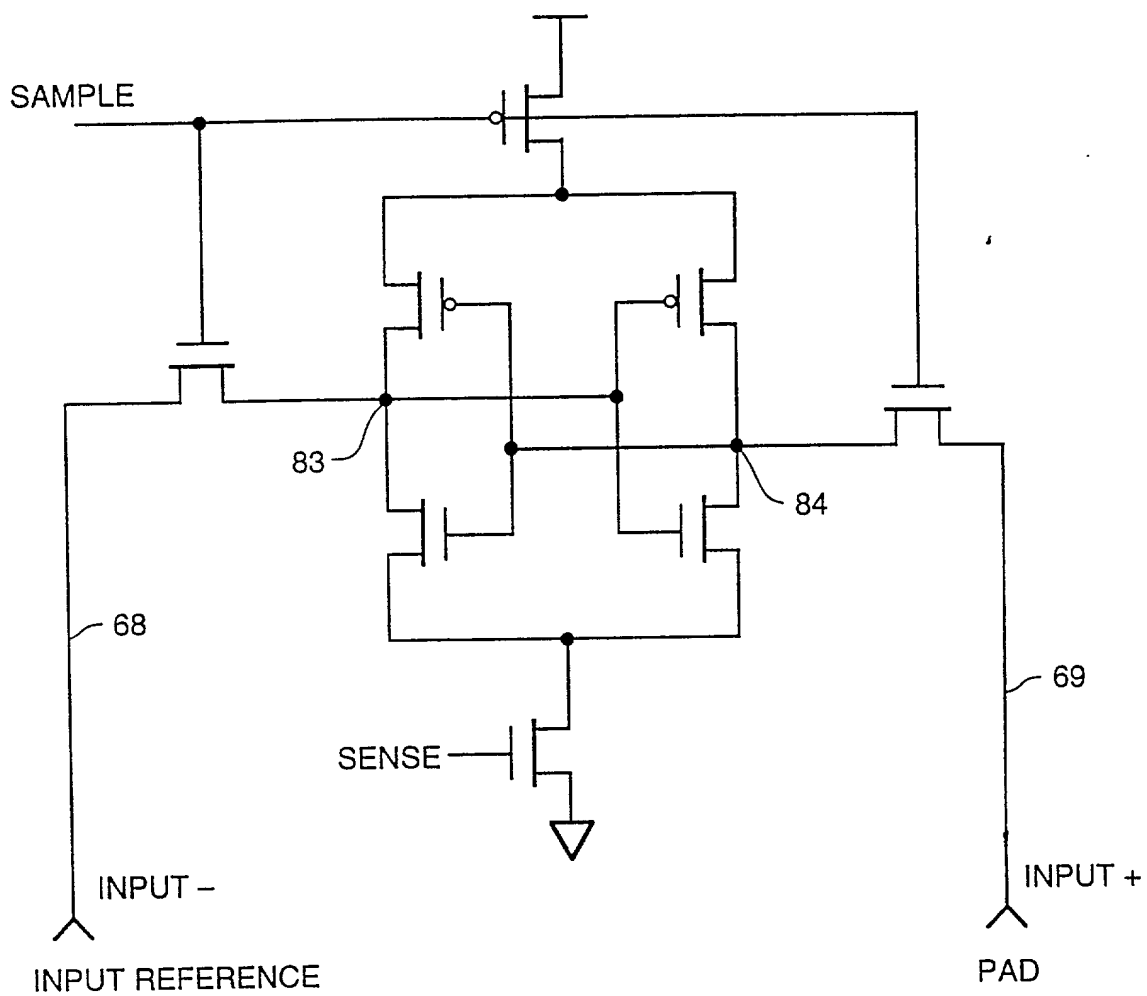 SAMPLE
83
84
68
69
SENSE
INPUT –
INPUT +
INPUT REFERENCE
PAD